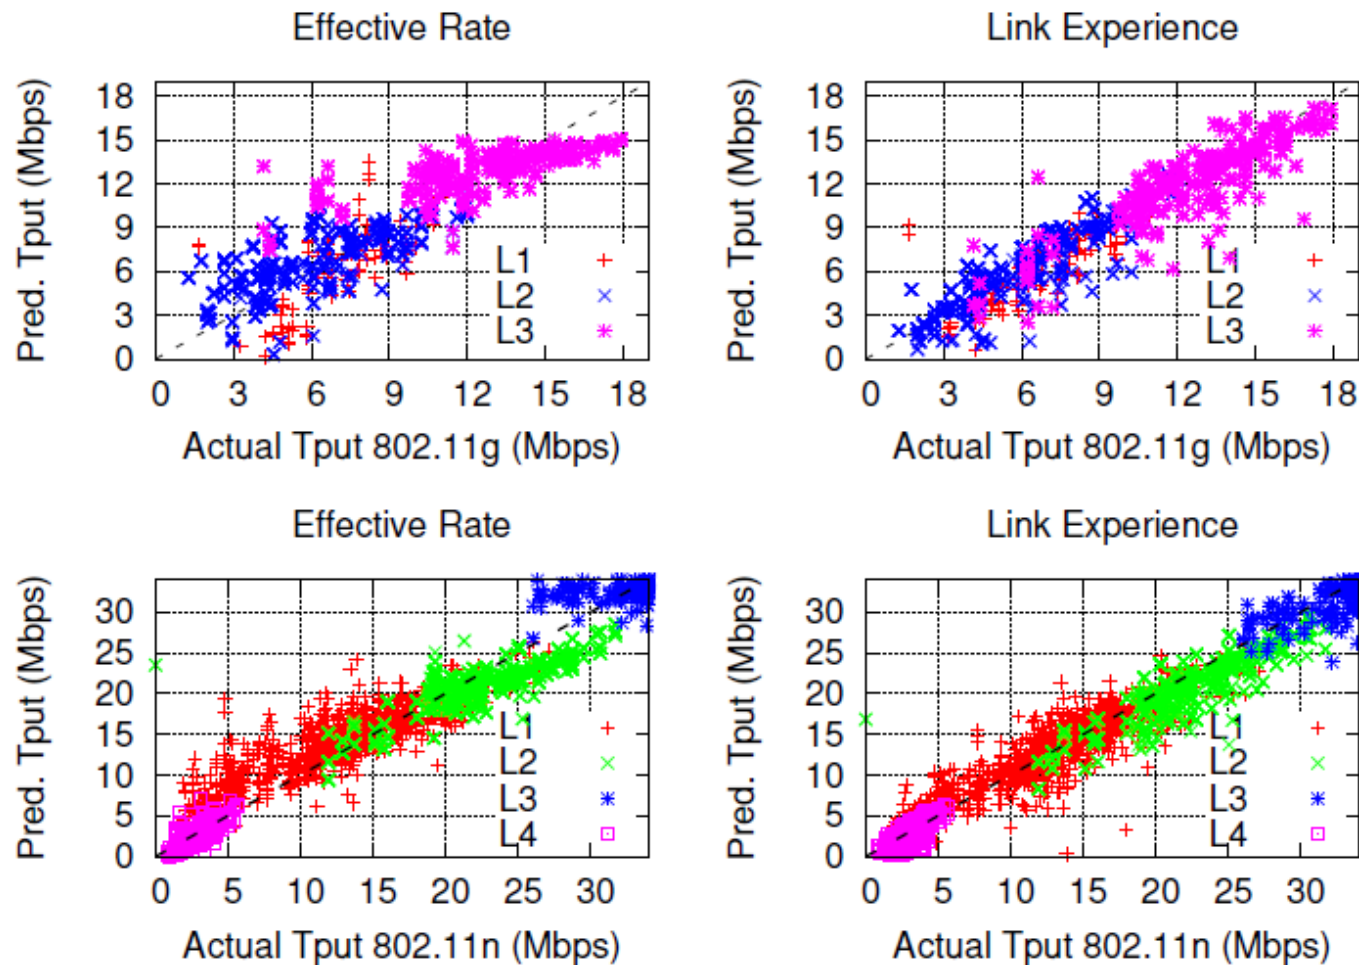 Effective Rate
Pred. Tput (Mbps)
18
15
12
9
6
3
0
L1
L2
L3
0 3 6 9 12 15 18
Actual Tput 802.11g (Mbps)
Link Experience
Pred. Tput (Mbps)
18
15
12
9
6
3
0
L1
L2
L3
0 3 6 9 12 15 18
Actual Tput 802.11g (Mbps)
Effective Rate
Pred. Tput (Mbps)
30
25
20
15
10
5
0
L1
L2
L3
L4
0 5 10 15 20 25 30
Actual Tput 802.11n (Mbps)
Link Experience
Pred. Tput (Mbps)
30
25
20
15
10
5
0
L1
L2
L3
L4
0 5 10 15 20 25 30
Actual Tput 802.11n (Mbps)